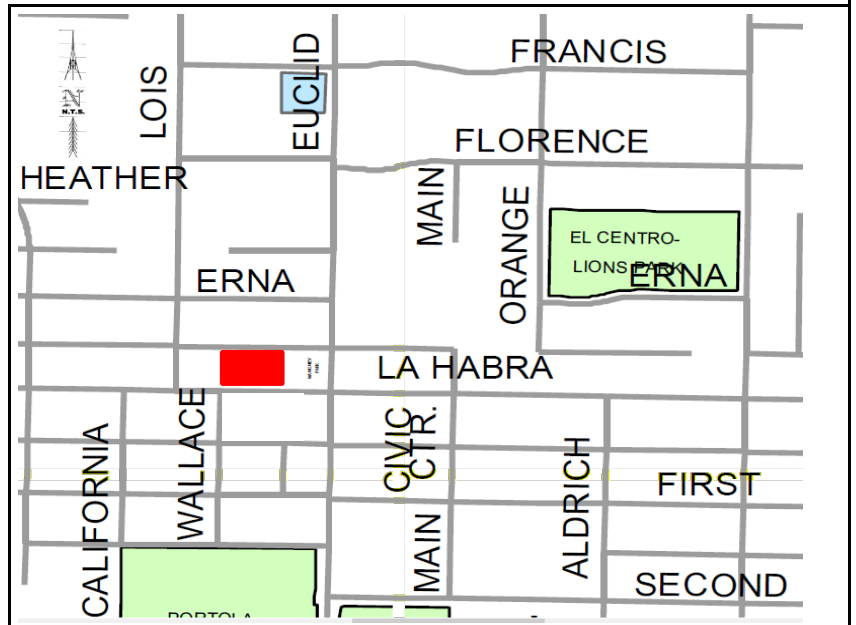 FRANCIS
EUCLID
LOIS
N
N.T.S.
FLORENCE
HEATHER
MAIN
ORANGE
EL CENTRO-
LIONS PARK
ERNA
ERNA
LA HABRA
WALLACE
CIVIC
CTR.
CALIFORNIA
ALDRICH
FIRST
MAIN
SECOND
PORTOLA